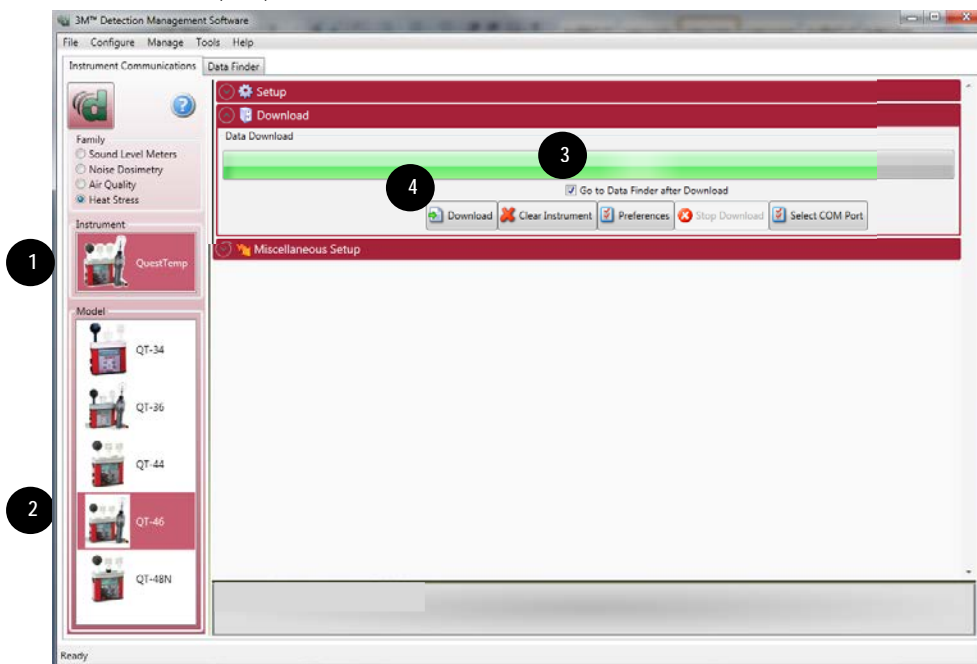 3M™ Detection Management Software
File Configure Manage Tools Help
Instrument Communications Data Finder
Setup
Download
Family
Sound Level Meters
Noise Dosimetry
Air Quality
Heat Stress
Data Download
3
4
Go to Data Finder after Download
Download Clear Instrument Preferences Stop Download Select COM Port
Instrument
1
QuestTemp
Miscellaneous Setup
Model
QT-34
QT-36
QT-44
2
QT-46
QT-48N
Ready